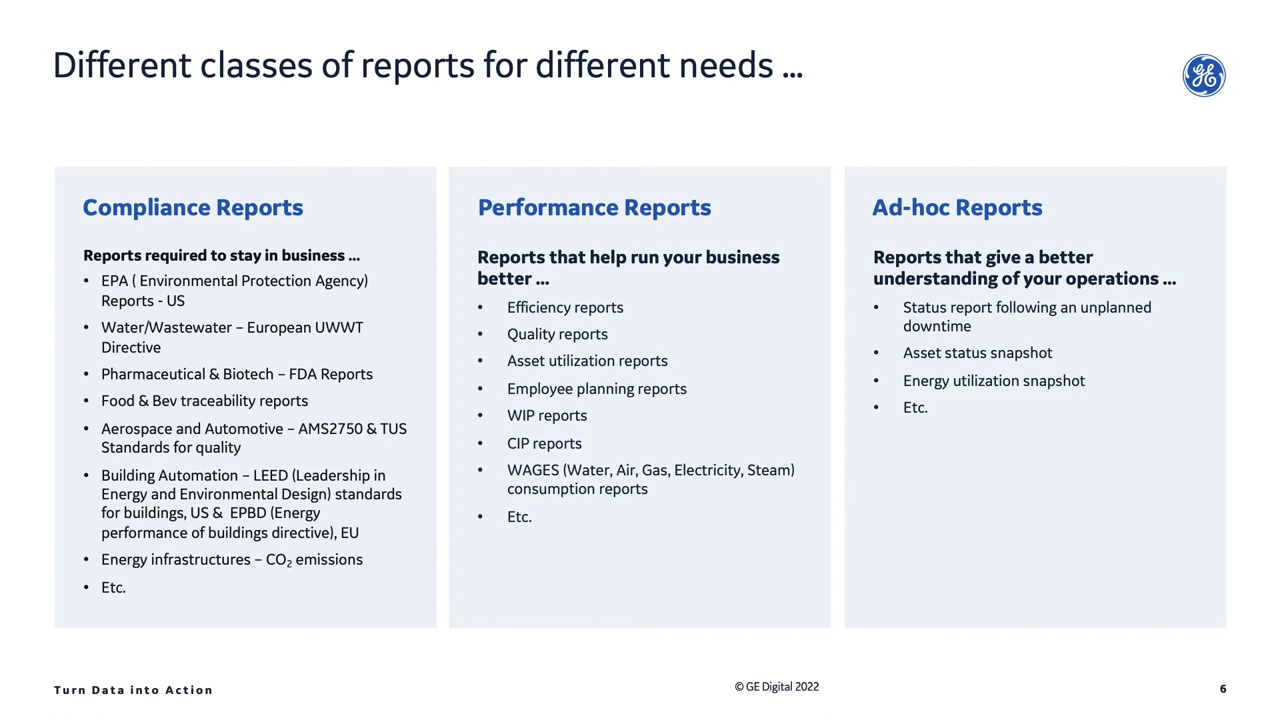 Different classes of reports for different needs ...
GE
Compliance Reports
Reports required to stay in business ...
• EPA ( Environmental Protection Agency)
Reports - US
• Water/Wastewater – European UWWT
Directive
• Pharmaceutical & Biotech – FDA Reports
• Food & Bev traceability reports
• Aerospace and Automotive – AMS2750 & TUS
Standards for quality
• Building Automation – LEED (Leadership in
Energy and Environmental Design) standards
for buildings, US &  EPBD (Energy
performance of buildings directive), EU
• Energy infrastructures – CO₂ emissions
• Etc.
Performance Reports
Reports that help run your business
better ...
• Efficiency reports
• Quality reports
• Asset utilization reports
• Employee planning reports
• WIP reports
• CIP reports
• WAGES (Water, Air, Gas, Electricity, Steam)
consumption reports
• Etc.
Ad-hoc Reports
Reports that give a better
understanding of your operations ...
• Status report following an unplanned
downtime
• Asset status snapshot
• Energy utilization snapshot
• Etc.
Turn Data into Action
© GE Digital 2022
6